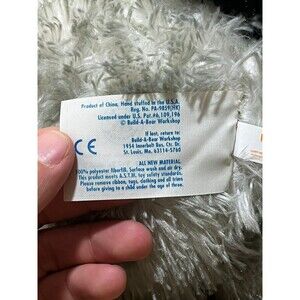 Product of China, Hand stuffed in the U.S.A.
Reg. No. PA-9859(HK)
Licensed under U.S. Pat.#6,109,196
© Build-A-Bear Workshop
If lost, return to:
Build-A-Bear Workshop
1954 Innerbelt Bus. Ctr. Dr.
St. Louis, Mo. 63114-5760
CE
ALL NEW MATERIAL
100% polyester fiberfill. Surface wash and air dry.
This product meets A.S.T.M. toy safety standards.
Please remove ribbon, tags, clothing and all trims
before giving to a child under the age of three.